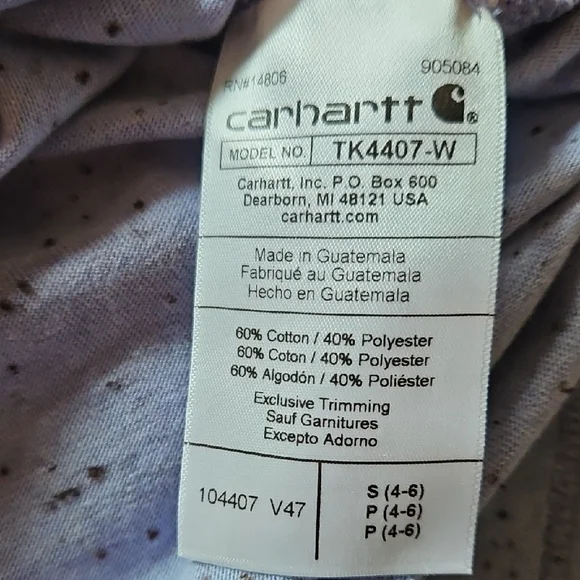 RN#14806 905084
carhartt
MODEL NO. TK4407-W
Carhartt, Inc. P.O. Box 600
Dearborn, MI 48121 USA
carhartt.com
Made in Guatemala
Fabriqué au Guatemala
Hecho en Guatemala
60% Cotton / 40% Polyester
60% Coton / 40% Polyester
60% Algodón / 40% Poliéster
Exclusive Trimming
Sauf Garnitures
Excepto Adorno
104407 V47
S (4-6)
P (4-6)
P (4-6)